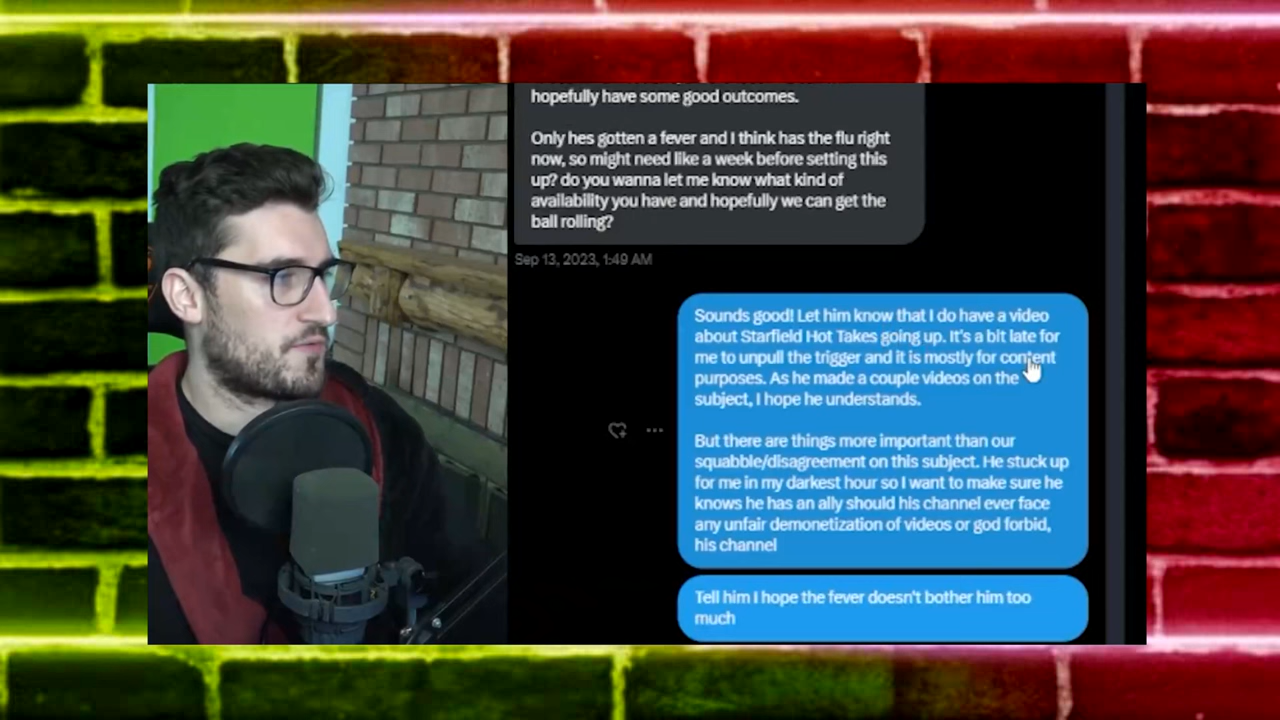 hopefully have some good outcomes.
Only hes gotten a fever and I think has the flu right
now, so might need like a week before setting this
up? do you wanna let me know what kind of
availability you have and hopefully we can get the
ball rolling?
Sep 13, 2023, 1:49 AM
Sounds good! Let him know that I do have a video
about Starfield Hot Takes going up. It's a bit late for
me to unpull the trigger and it is mostly for content
purposes. As he made a couple videos on the
subject, I hope he understands.
But there are things more important than our
squabble/disagreement on this subject. He stuck up
for me in my darkest hour so I want to make sure he
knows he has an ally should his channel ever face
any unfair demonetization of videos or god forbid,
his channel
Tell him I hope the fever doesn't bother him too
much